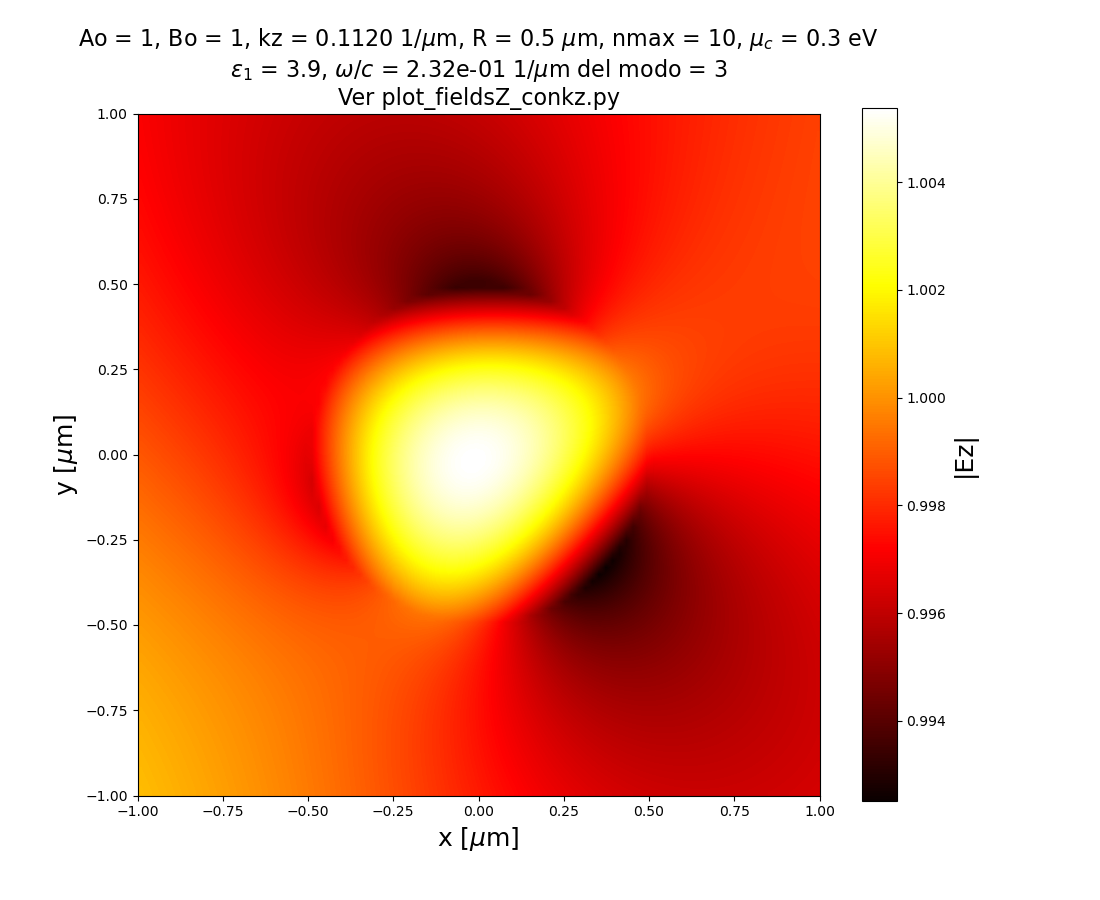 Ao = 1, Bo = 1, kz = 0.1120 1/μm, R = 0.5 μm, nmax = 10, μc = 0.3 eV
ε1 = 3.9, ω/c = 2.32e-01 1/μm del modo = 3
Ver plot_fieldsZ_conkz.py
1.00
0.75
0.50
0.25
0.00
−0.25
−0.50
−0.75
−1.00
y [μm]
−1.00 −0.75 −0.50 −0.25 0.00 0.25 0.50 0.75 1.00
x [μm]
1.004
1.002
1.000
0.998
0.996
0.994
|Ez|